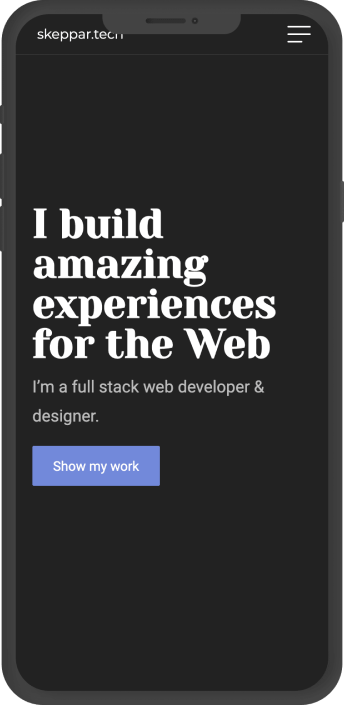 skeppar.tech
I build
amazing
experiences
for the Web
I’m a full stack web developer &
designer.
Show my work